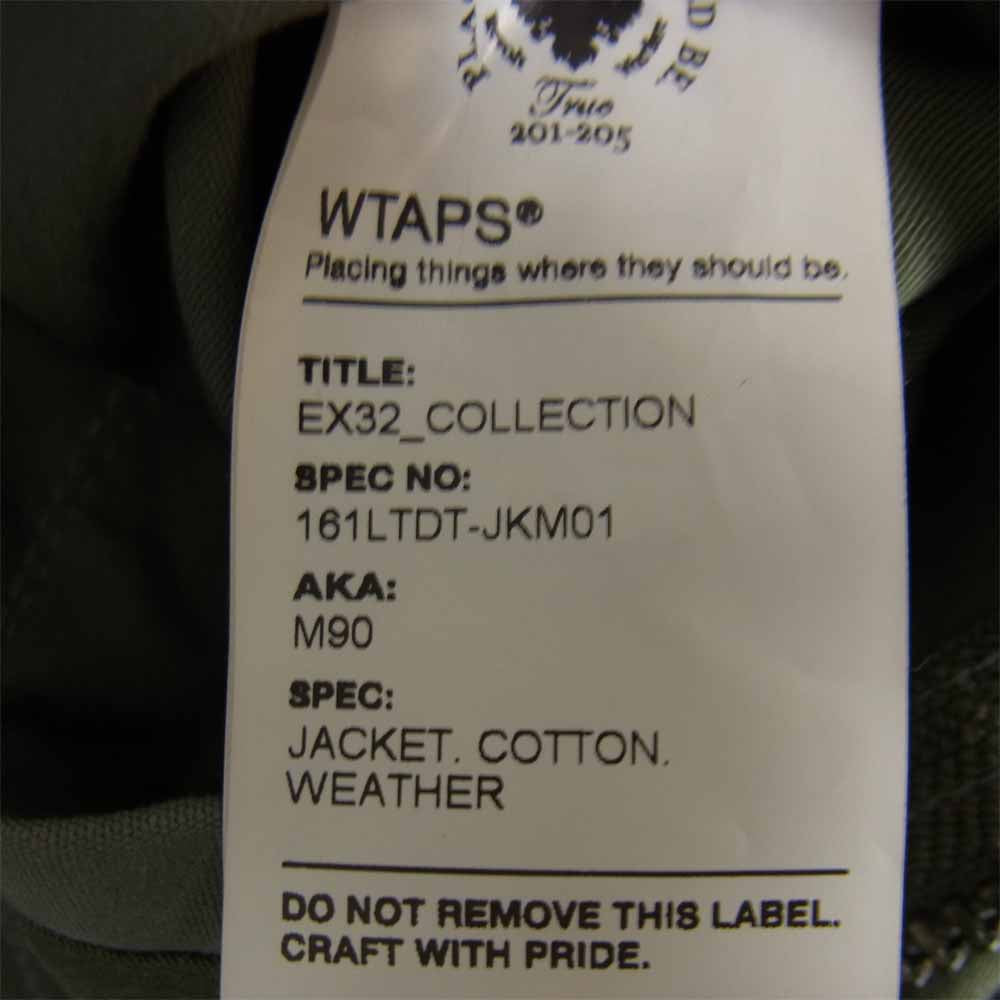 D BE
True
201-205
WTAPS®
Placing things where they should be.
TITLE:
EX32_COLLECTION
SPEC NO:
161LTDT-JKM01
AKA:
M90
SPEC:
JACKET. COTTON.
WEATHER
DO NOT REMOVE THIS LABEL.
CRAFT WITH PRIDE.